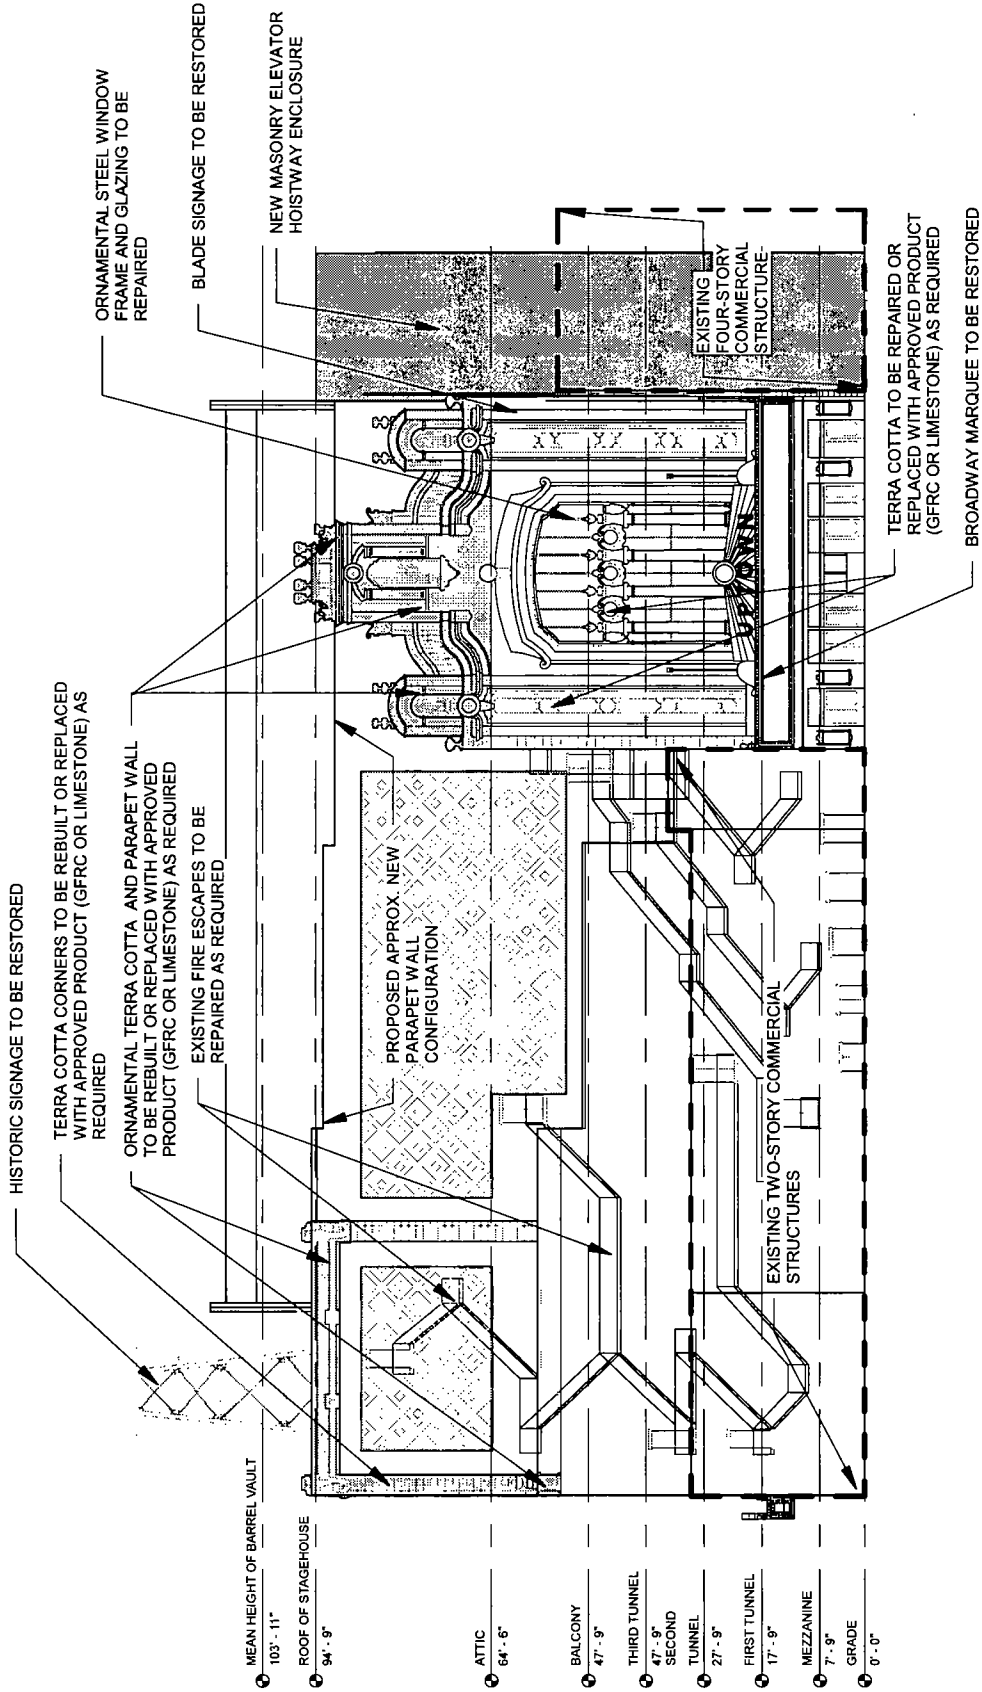 HISTORIC SIGNAGE TO BE RESTORED
TERRA COTTA CORNERS TO BE REBUILT OR REPLACED
WITH APPROVED PRODUCT (GFRC OR LIMESTONE) AS
REQUIRED
ORNAMENTAL TERRA COTTA AND PARAPET WALL
TO BE REBUILT OR REPLACED WITH APPROVED
PRODUCT (GFRC OR LIMESTONE) AS REQUIRED
EXISTING FIRE ESCAPES TO BE
REPAIRED AS REQUIRED
ORNAMENTAL STEEL WINDOW
FRAME AND GLAZING TO BE
REPAIRED
BLADE SIGNAGE TO BE RESTORED
NEW MASONRY ELEVATOR
HOISTWAY ENCLOSURE
PROPOSED APPROX. NEW
PARAPET WALL
CONFIGURATION
EXISTING
FOUR-STORY
COMMERCIAL
STRUCTURE
UPTOWN
EXISTING TWO-STORY COMMERCIAL
STRUCTURES
TERRA COTTA TO BE REPAIRED OR
REPLACED WITH APPROVED PRODUCT
(GFRC OR LIMESTONE) AS REQUIRED
BROADWAY MARQUEE TO BE RESTORED
MEAN HEIGHT OF BARREL VAULT
103' - 11"
ROOF OF STAGEHOUSE
94' - 9"
ATTIC
64' - 6"
BALCONY
47' - 9"
THIRD TUNNEL
47' - 9"
SECOND
TUNNEL
27' - 9"
FIRST TUNNEL
17' - 9"
MEZZANINE
7' - 9"
GRADE
0' - 0"